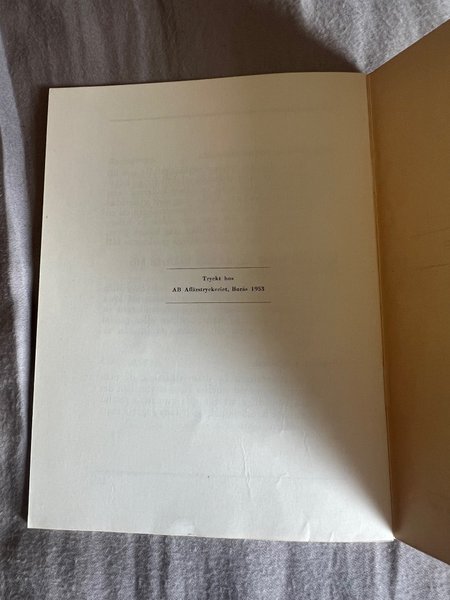 Tryckt hos
AB Affärstryckeriet, Borås 1953